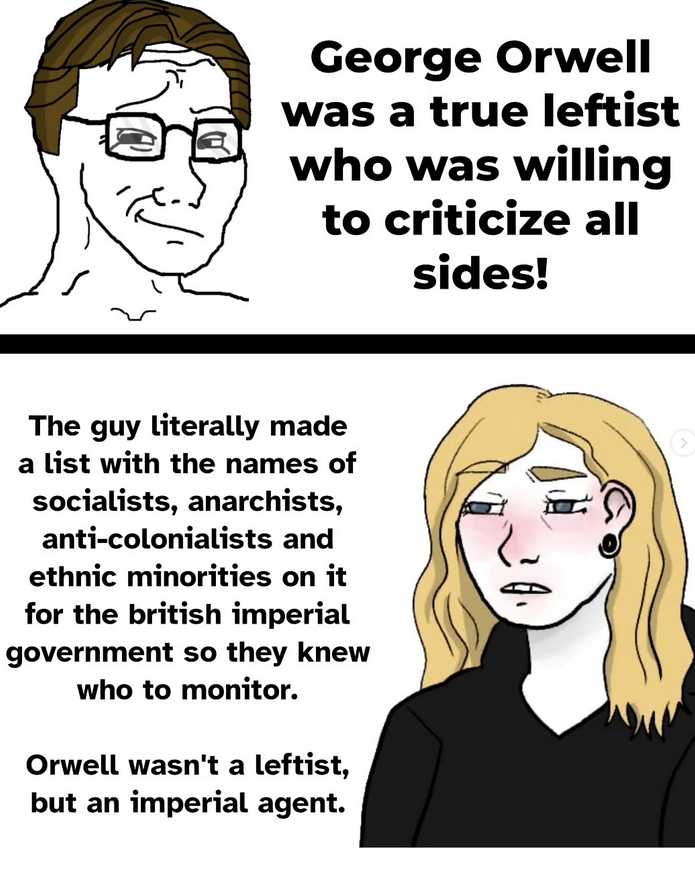 George Orwell
was a true leftist
who was willing
to criticize all
sides!
The guy literally made
a list with the names of
socialists, anarchists,
anti-colonialists and
ethnic minorities on it
for the british imperial
government so they knew
who to monitor.
Orwell wasn't a leftist,
but an imperial agent.